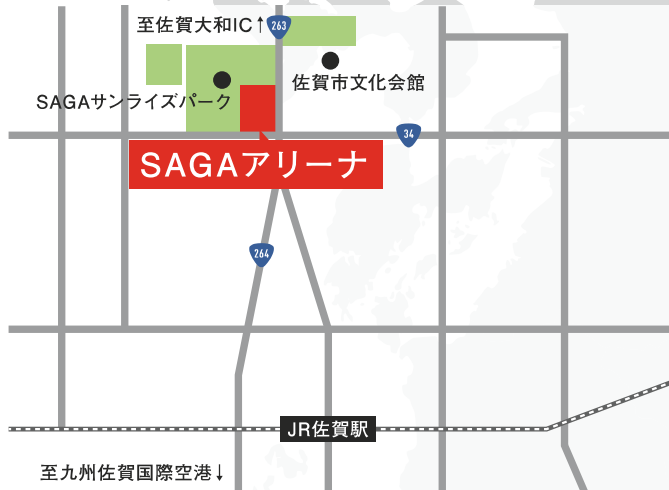 至佐賀大和IC↑
263
佐賀市文化会館
SAGAサンライズパーク
34
SAGAアリーナ
264
JR佐賀駅
至九州佐賀国際空港↓